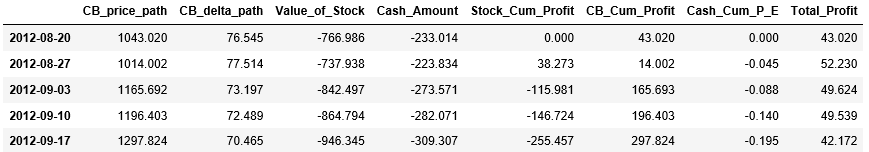 CB_price_path CB_delta_path Value_of_Stock Cash_Amount Stock_Cum_Profit CB_Cum_Profit Cash_Cum_P_E Total_Profit
2012-08-20 1043.020 76.545 -766.986 -233.014 0.000 43.020 0.000 43.020
2012-08-27 1014.002 77.514 -737.938 -223.834 38.273 14.002 -0.045 52.230
2012-09-03 1165.692 73.197 -842.497 -273.571 -115.981 165.693 -0.088 49.624
2012-09-10 1196.403 72.489 -864.794 -282.071 -146.724 196.403 -0.140 49.539
2012-09-17 1297.824 70.465 -946.345 -309.307 -255.457 297.824 -0.195 42.172